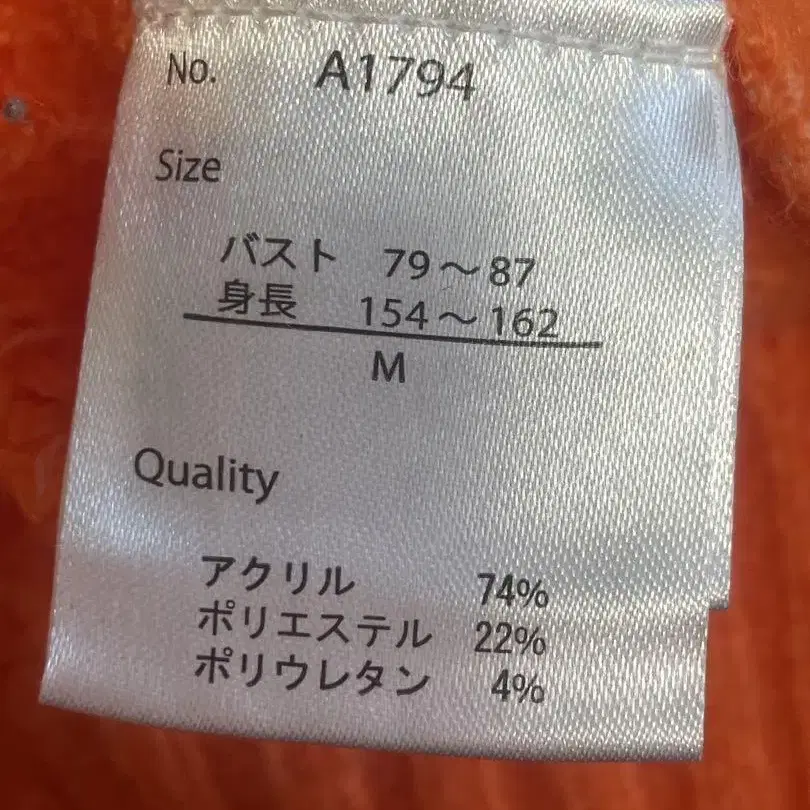 No. A1794
Size
バスト 79～87
身長 154～162
M
Quality
アクリル 74%
ポリエステル 22%
ポリウレタン 4%